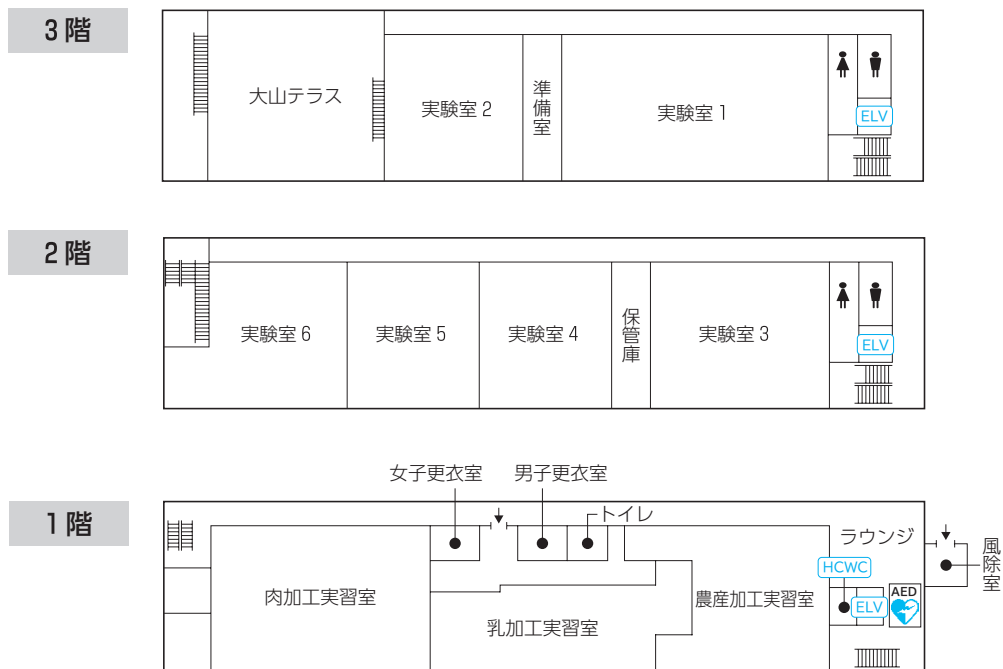 3階
大山テラス
実験室2
準備室
実験室1
ELV
2階
実験室6
実験室5
実験室4
保管庫
実験室3
ELV
女子更衣室
男子更衣室
1階
トイレ
ラウンジ
風除室
HCWC
肉加工実習室
乳加工実習室
農産加工実習室
ELV
AED